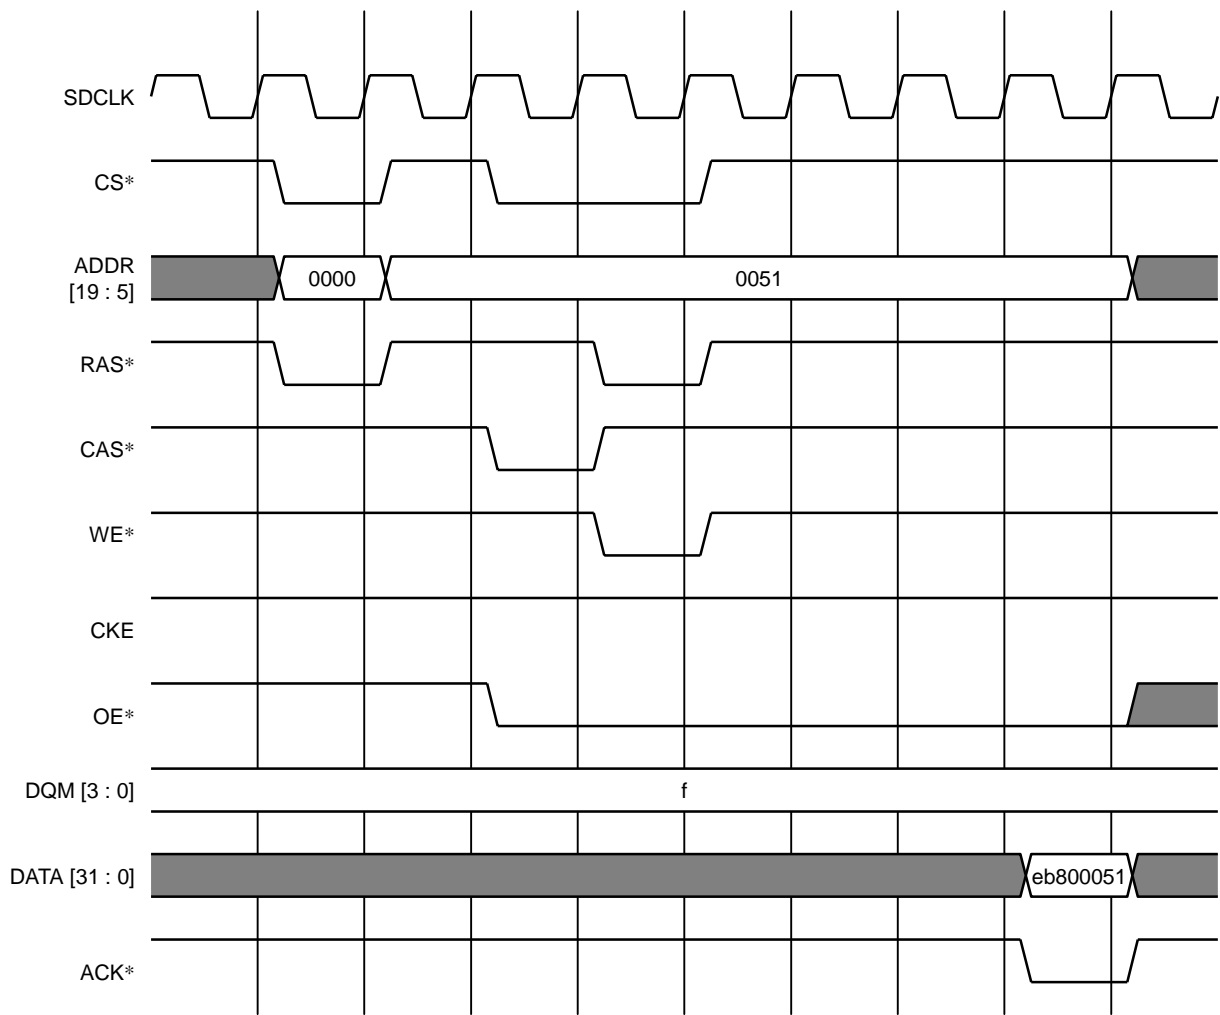 SDCLK
CS*
ADDR
[19 : 5]
0000
0051
RAS*
CAS*
WE*
CKE
OE*
DQM [3 : 0]
f
DATA [31 : 0]
eb800051
ACK*